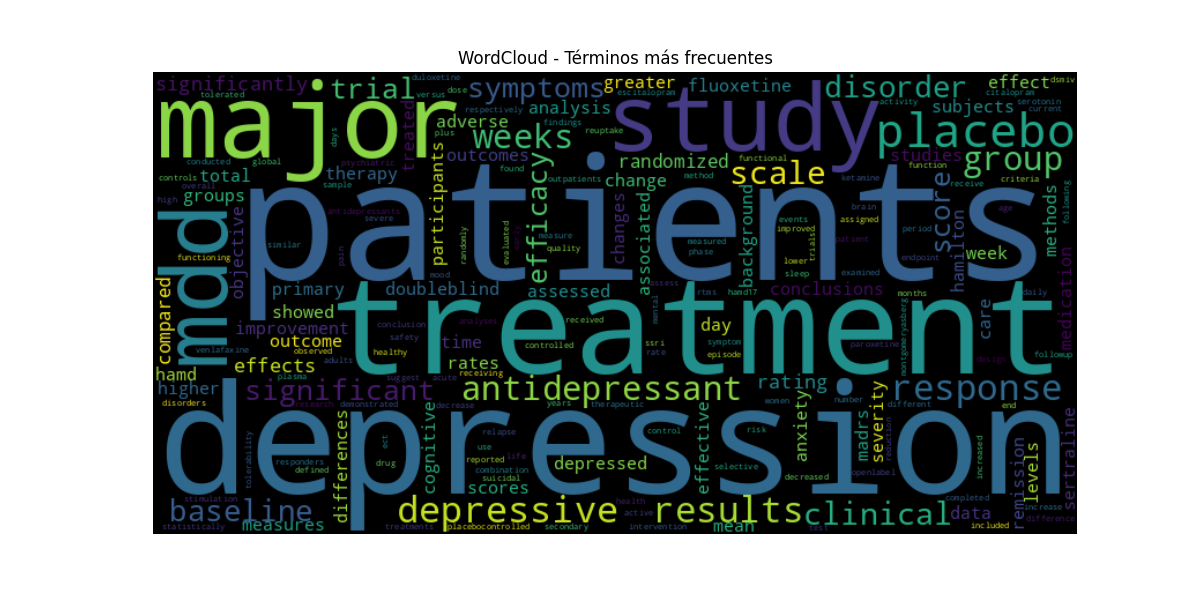 WordCloud - Términos más frecuentes
significantly
tolerated
trial
duloxetine
versus
dose
symptoms
escitalopram
greater
fluoxetine
disorder
citalopram
effect
dsmiv
major
days
treated
plus
adverse
respectively
analysis
findings
reuptake
study
activity
subjects
serotonin
current
placebo
conducted
global
psychiatric
weeks
outcomes
randomized
functional
studies
group
controls
total
therapy
participants
found
efficacy
outpatients
change
method
scale
ketamine
function
receive
criteria
methods
following
overall
high
groups
sample
antidepressants
severe
patients
score
hamilton
age
mdd
objective
similar
functioning
pain
randomly
evaluated
measure
quality
changes
associated
background
measured
phase
events
improved
lower
trials
assigned
patient
brain
period
endpoint
week
sleep
examined
medication
compared
primary
mood
doubleblind
assessed
assess
mental
rtms
hamd17
conclusions
months
daily
care
montgomeryasberg
treatment
showed
venlafaxine
improvement
conclusion
analyses
received
controlled
ssri
rate
day
symptom
episode
paroxetine
design
followup
outcome
observed
safety
time
effects
adults
healthy
rates
receiving
hamd
higher
disorders
plasma
suggest
acute
significant
antidepressant
rating
response
research
demonstrated
decrease
years
therapeutic
women
number
different
end
depression
differences
cognitive
ect
use
relapse
life
control
effective
risk
anxiety
madrs
severity
reduction
remission
increased
levels
sertraline
tolerability
responders
defined
drug
reported
suicidal
combination
scores
depressed
selective
decreased
openlabel
stimulation
baseline
depressive
results
health
active
clinical
completed
data
increase
statistically
measures
treatments
placebocontrolled
secondary
intervention
mean
test
included
difference